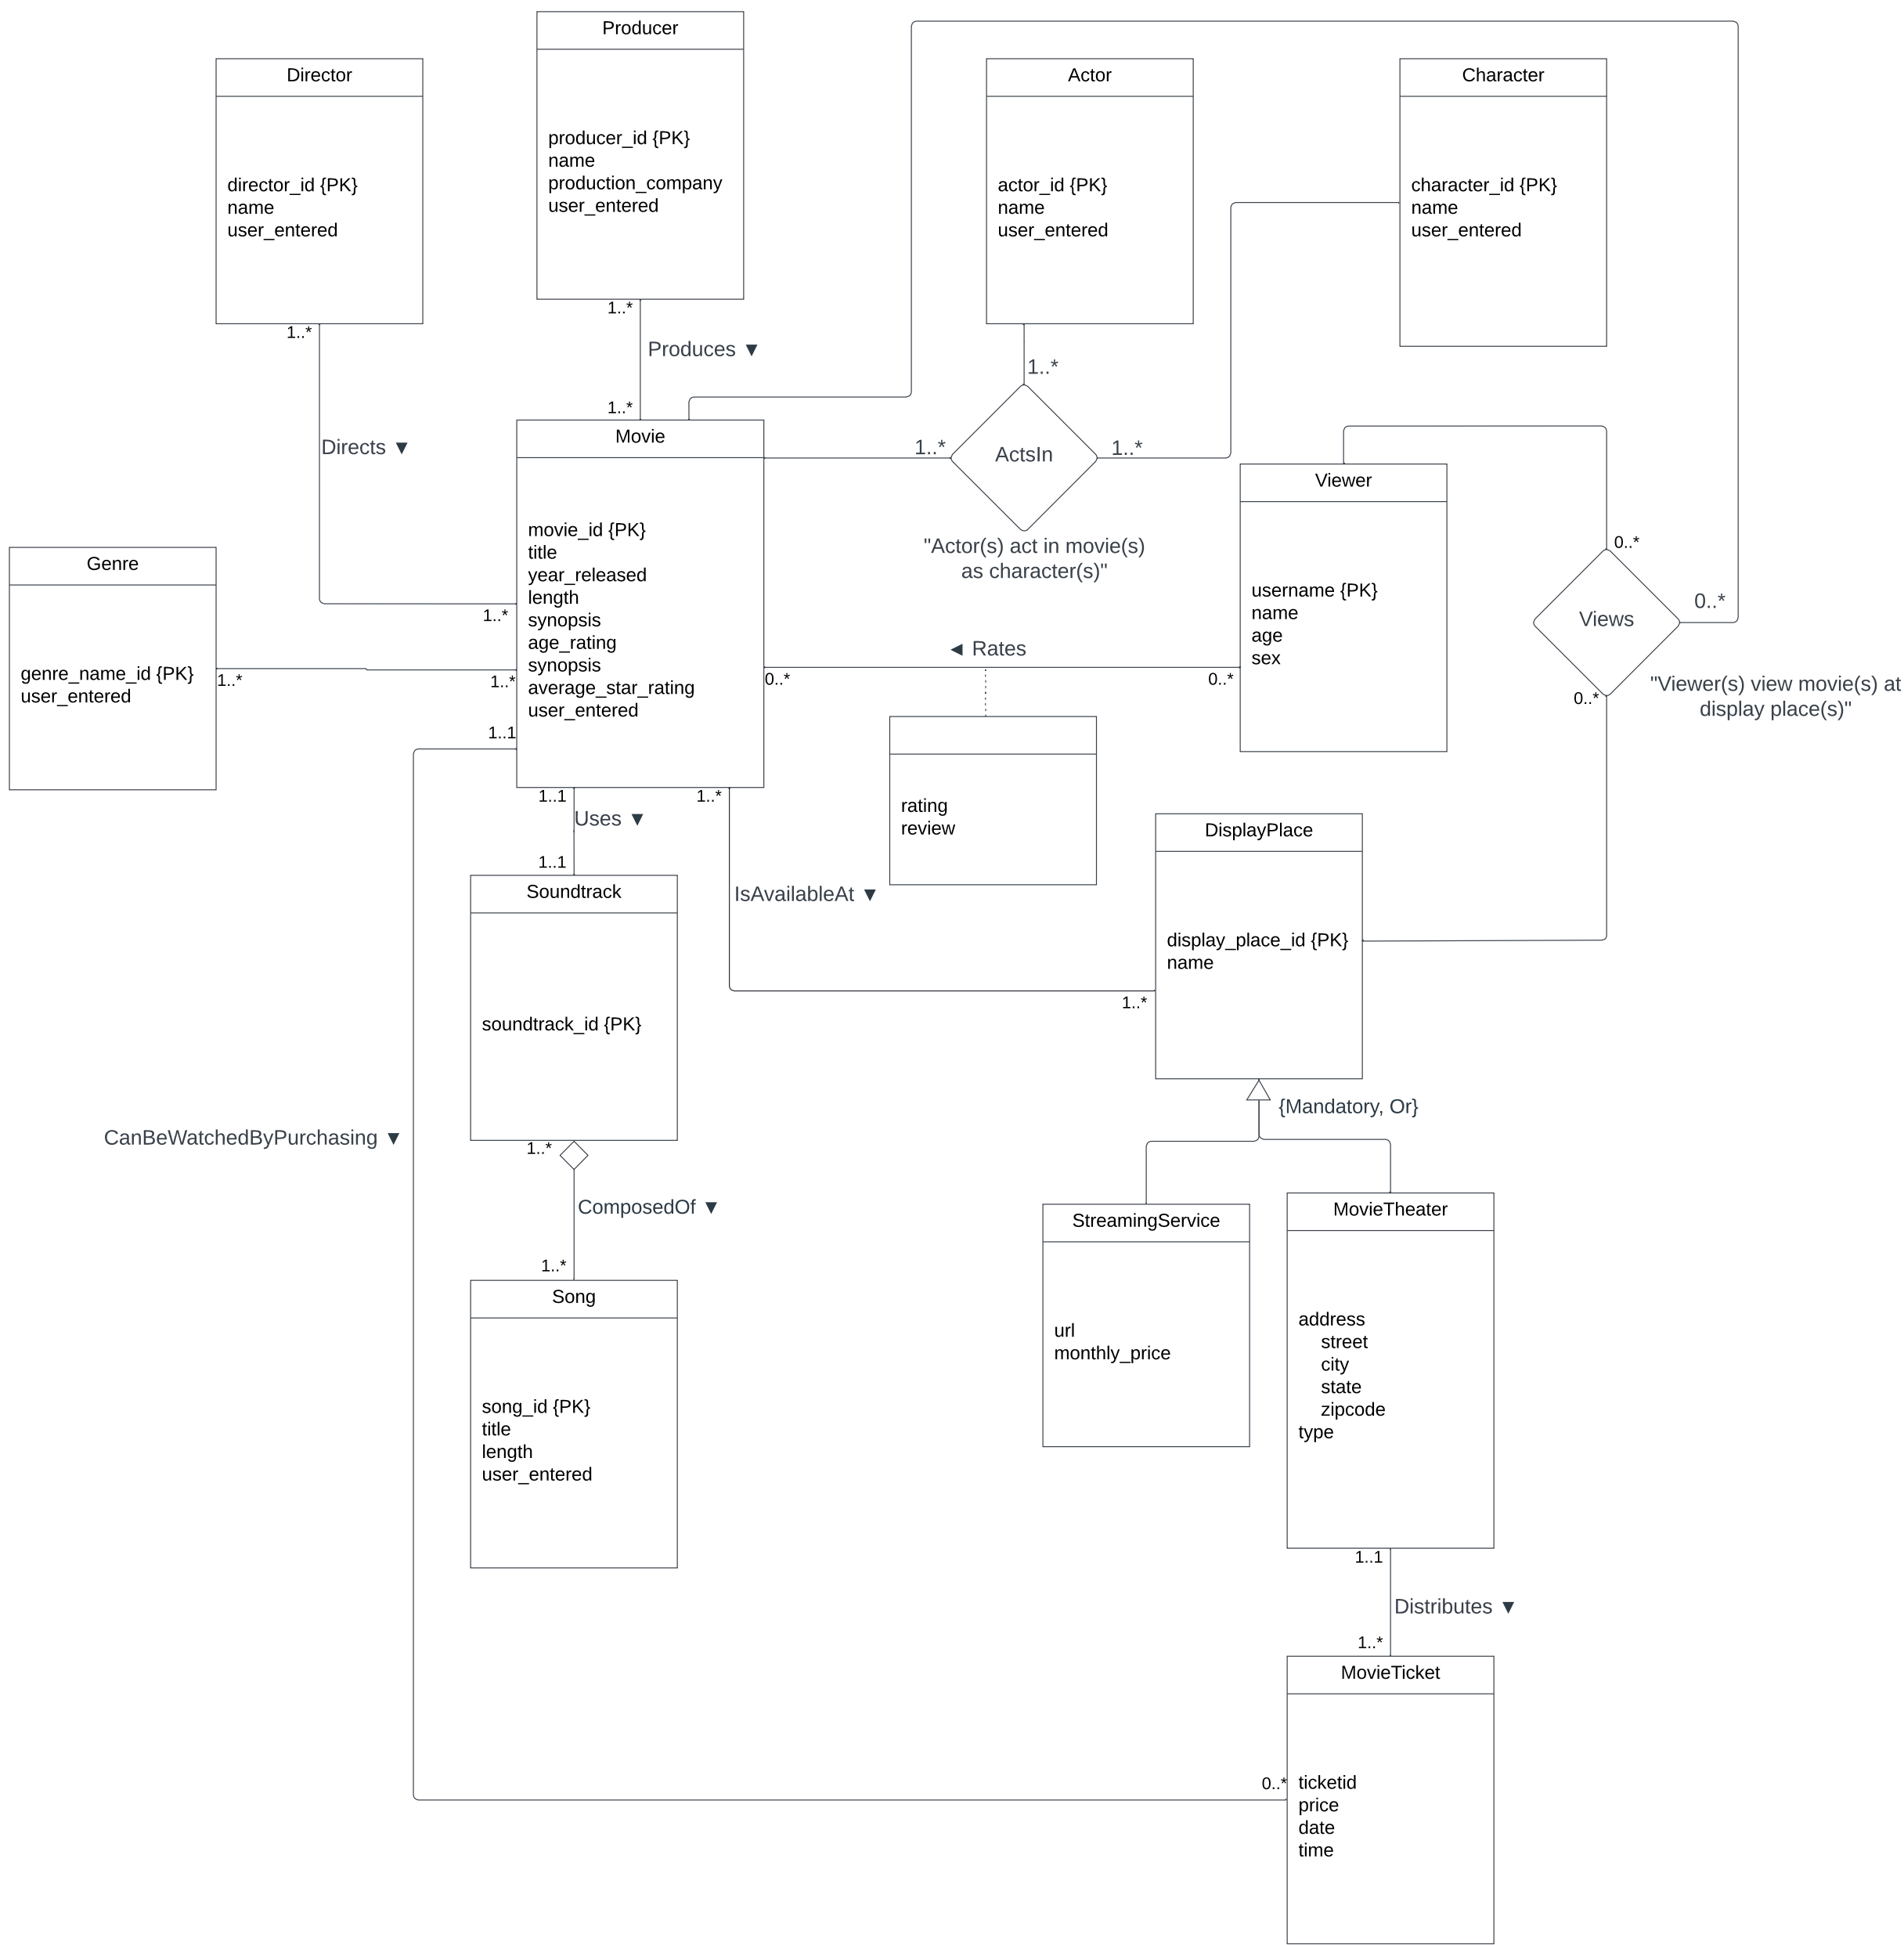 Producer
producer_id {PK}
name
production_company
user_entered
Director
director_id {PK}
name
user_entered
Actor
actor_id {PK}
name
user_entered
Character
character_id {PK}
name
user_entered
1..*
1..*
Produces ▼
1..*
1..*
Directs ▼
1..*
ActsIn
1..*
"Actor(s) act in movie(s)
as character(s)"
1..*
Movie
movie_id {PK}
title
year_released
length
synopsis
age_rating
synopsis
average_star_rating
user_entered
Viewer
username {PK}
name
age
sex
0..*
Views
0..*
"Viewer(s) view movie(s) at
display place(s)"
0..*
Genre
genre_name_id {PK}
user_entered
1..*
1..*
◄ Rates
0..*
0..*
rating
review
1..1
1..1
Uses ▼
1..1
1..*
IsAvailableAt ▼
1..*
Soundtrack
soundtrack_id {PK}
DisplayPlace
display_place_id {PK}
name
{Mandatory, Or}
CanBeWatchedByPurchasing ▼
1..*
ComposedOf ▼
1..*
Song
song_id {PK}
title
length
user_entered
StreamingService
url
monthly_price
MovieTheater
address
street
city
state
zipcode
type
1..1
Distributes ▼
1..*
MovieTicket
0..*
ticketid
price
date
time